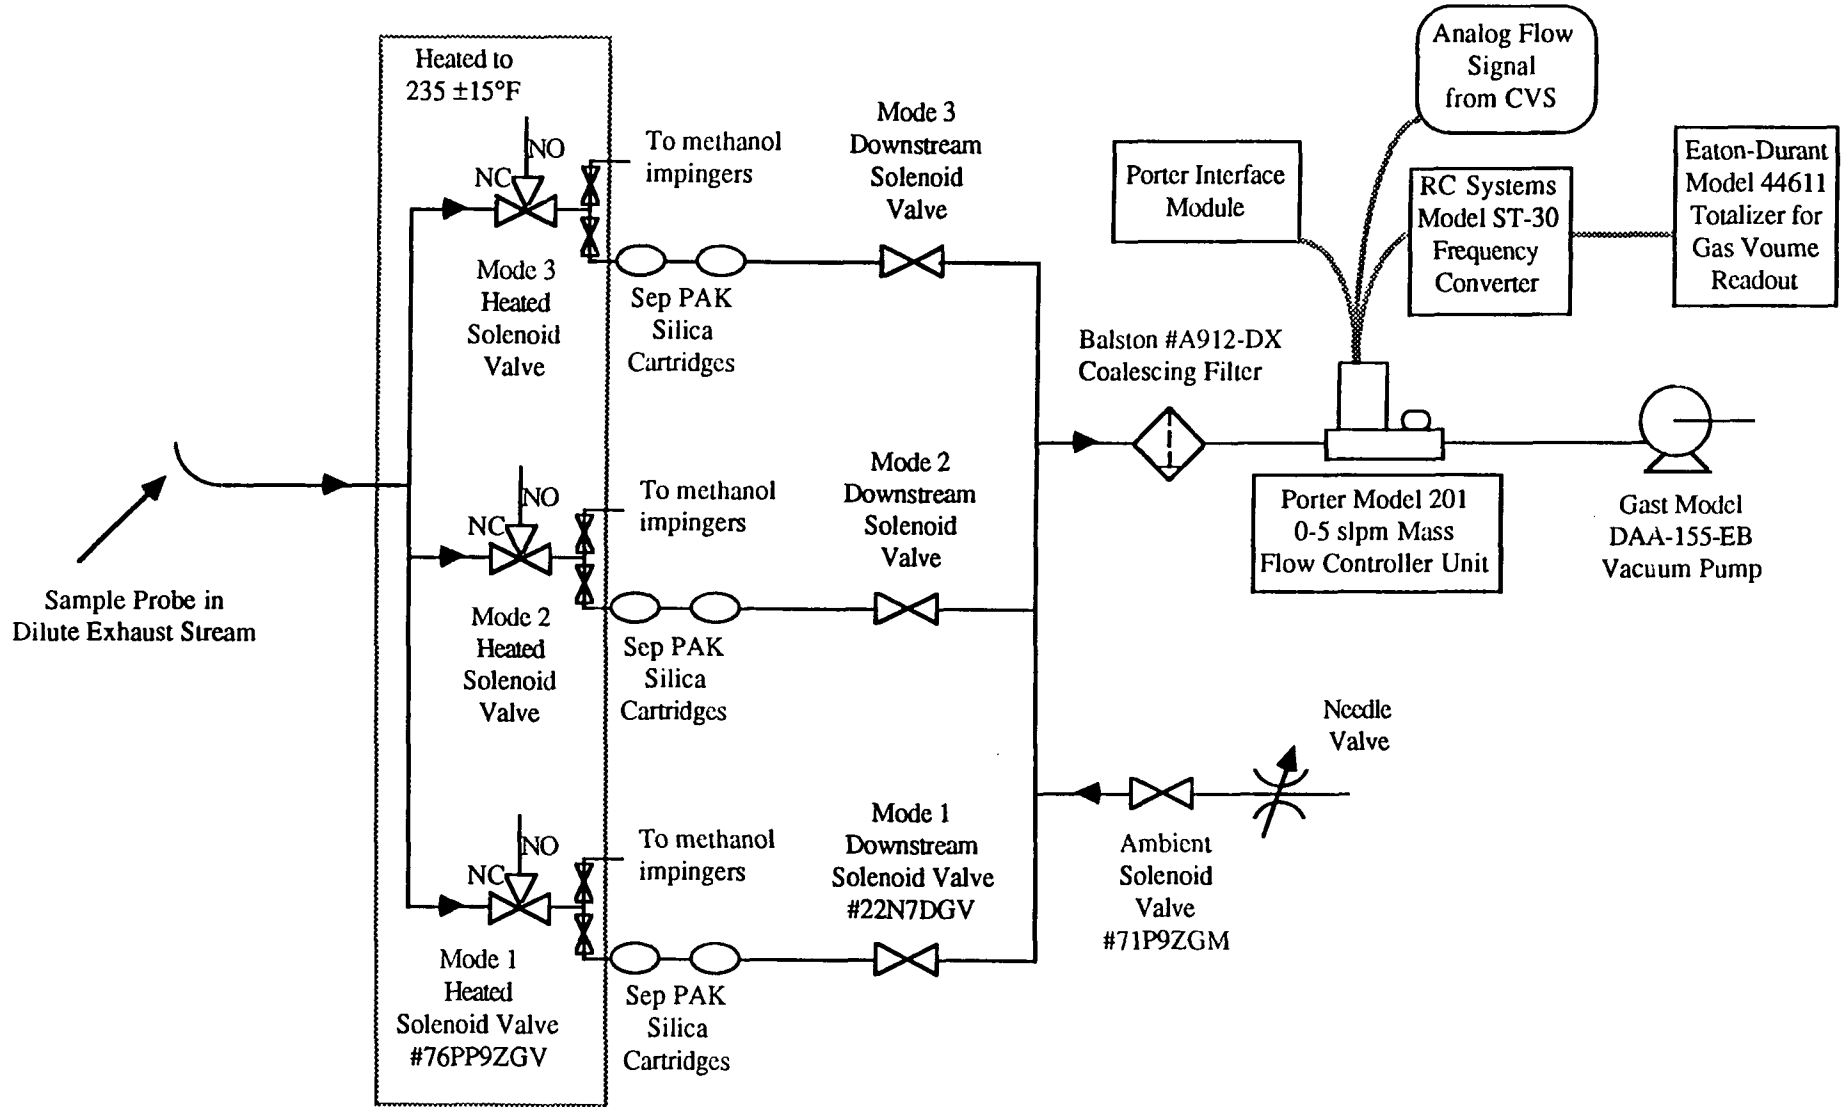 Heated to
235 ±15°F
NO
NC
To methanol
impingers
Mode 3
Heated
Solenoid
Valve
Sep PAK
Silica
Cartridges
Mode 3
Downstream
Solenoid
Valve
Analog Flow
Signal
from CVS
Porter Interface
Module
RC Systems
Model ST-30
Frequency
Converter
Eaton-Durant
Model 44611
Totalizer for
Gas Voume
Readout
Balston #A912-DX
Coalescing Filter
Porter Model 201
0-5 slpm Mass
Flow Controller Unit
Gast Model
DAA-155-EB
Vacuum Pump
Sample Probe in
Dilute Exhaust Stream
NO
NC
To methanol
impingers
Mode 2
Heated
Solenoid
Valve
Sep PAK
Silica
Cartridges
Mode 2
Downstream
Solenoid
Valve
Needle
Valve
Ambient
Solenoid
Valve
#71P9ZGM
NO
NC
To methanol
impingers
Mode 1
Heated
Solenoid Valve
#76PP9ZGV
Sep PAK
Silica
Cartridges
Mode 1
Downstream
Solenoid Valve
#22N7DGV